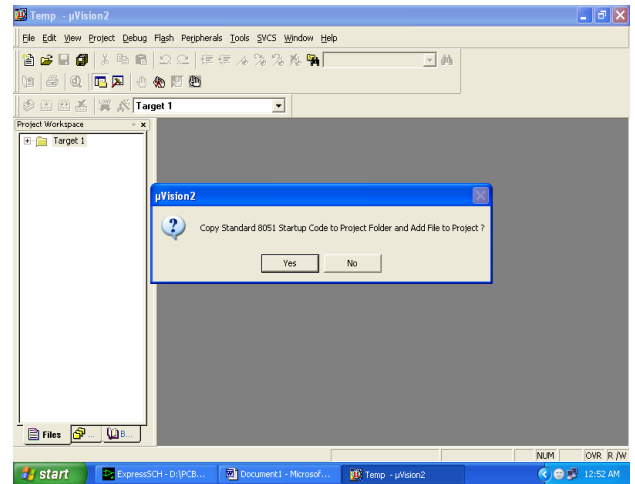 Temp - µVision2
File Edit View Project Debug Flash Peripherals Tools SVCS Window Help
Target 1
Project Workspace
Target 1
µVision2
Copy Standard 8051 Startup Code to Project Folder and Add File to Project ?
Yes No
Files ... B...
NUM OVR R/W
start ExpressSCH - D:\PCB... Document1 - Microsof... Temp - µVision2 12:52 AM